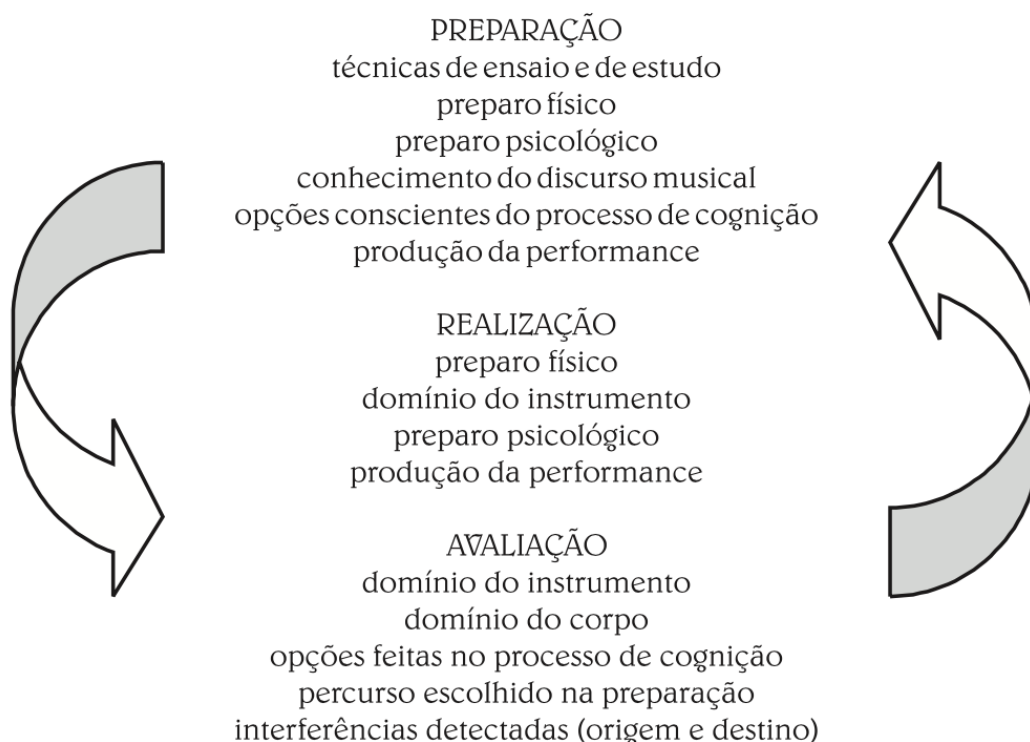 PREPARAÇÃO
técnicas de ensaio e de estudo
preparo físico
preparo psicológico
conhecimento do discurso musical
opções conscientes do processo de cognição
produção da performance
REALIZAÇÃO
preparo físico
domínio do instrumento
preparo psicológico
produção da performance
AVALIAÇÃO
domínio do instrumento
domínio do corpo
opções feitas no processo de cognição
percurso escolhido na preparação
interferências detectadas (origem e destino)